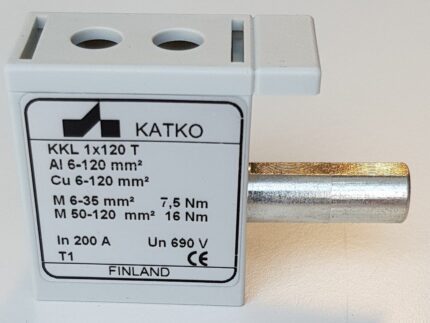 KATKO
KKL 1x120 T
Al 6-120 mm²
Cu 6-120 mm²
M 6-35 mm² 7,5 Nm
M 50-120 mm² 16 Nm
In 200 A Un 690 V
T1 CE
FINLAND